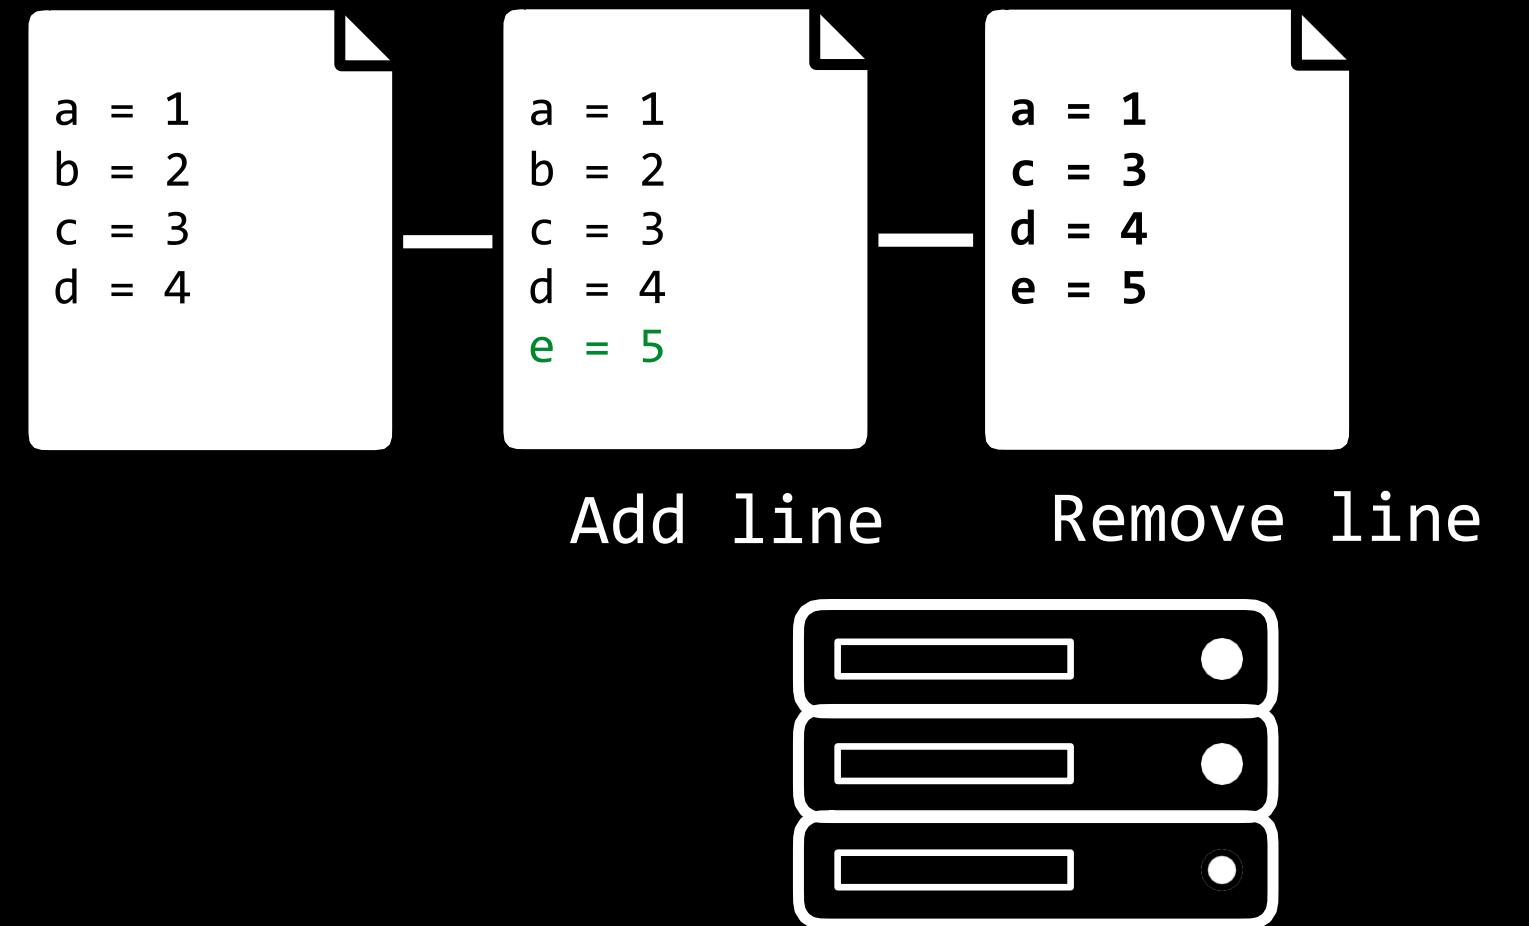 a = 1
b = 2
c = 3
d = 4
a = 1
b = 2
c = 3
d = 4
e = 5
a = 1
c = 3
d = 4
e = 5
Add line
Remove line